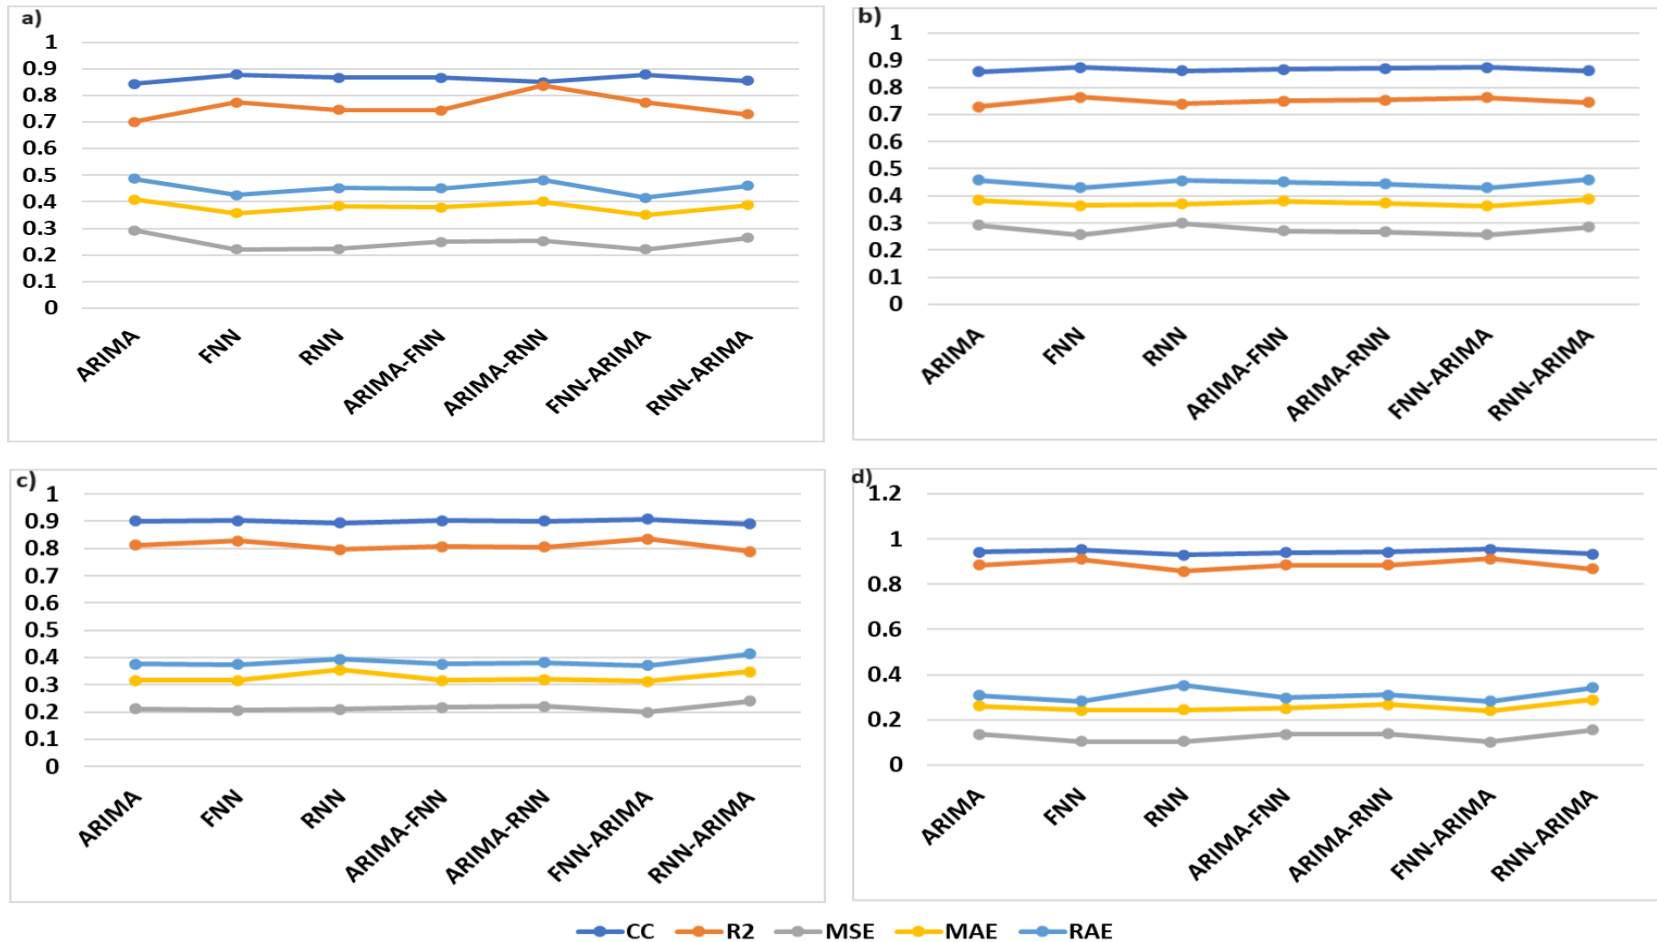 a)
1
0.9
0.8
0.7
0.6
0.5
0.4
0.3
0.2
0.1
0
ARIMA
FNN
RNN
ARIMA-FNN
ARIMA-RNN
FNN-ARIMA
RNN-ARIMA
b)
1
0.9
0.8
0.7
0.6
0.5
0.4
0.3
0.2
0.1
0
ARIMA
FNN
RNN
ARIMA-FNN
ARIMA-RNN
FNN-ARIMA
RNN-ARIMA
c)
1
0.9
0.8
0.7
0.6
0.5
0.4
0.3
0.2
0.1
0
ARIMA
FNN
RNN
ARIMA-FNN
ARIMA-RNN
FNN-ARIMA
RNN-ARIMA
d)
1.2
1
0.8
0.6
0.4
0.2
0
ARIMA
FNN
RNN
ARIMA-FNN
ARIMA-RNN
FNN-ARIMA
RNN-ARIMA
CC R2 MSE MAE RAE